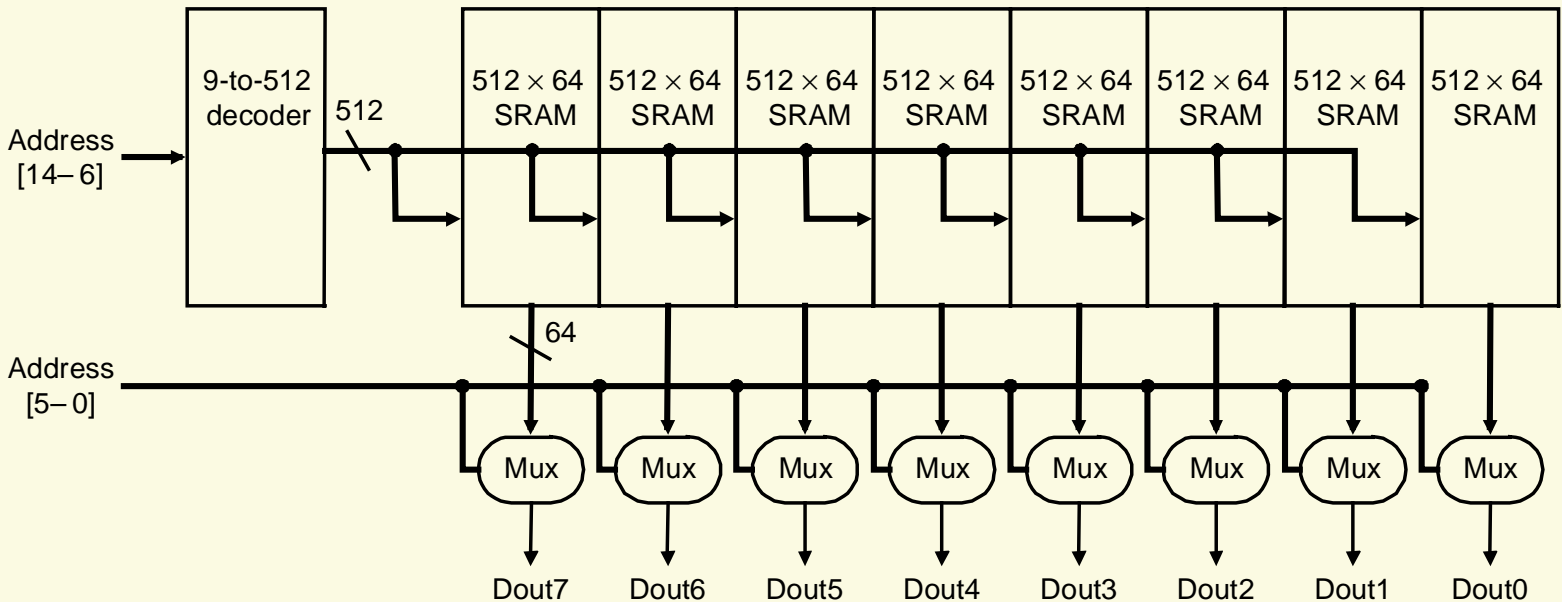 9-to-512
decoder
512
Address
[14–6]
512 × 64
SRAM
512 × 64
SRAM
512 × 64
SRAM
512 × 64
SRAM
512 × 64
SRAM
512 × 64
SRAM
512 × 64
SRAM
512 × 64
SRAM
64
Address
[5–0]
Mux
Mux
Mux
Mux
Mux
Mux
Mux
Mux
Dout7
Dout6
Dout5
Dout4
Dout3
Dout2
Dout1
Dout0